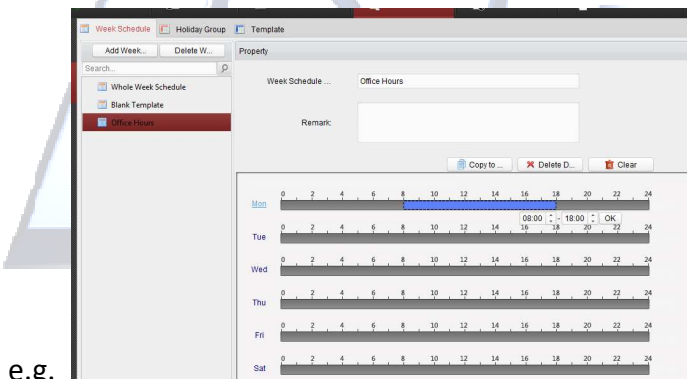 Week Schedule Holiday Group Template
Add Week... Delete W... Property
Search...
Week Schedule ... Office Hours
Whole Week Schedule
Blank Template
Office Hours
Remark:
Copy to ... Delete D... Clear
0 2 4 6 8 10 12 14 16 18 20 22 24
Mon
08:00 - 18:00 OK
0 2 4 6 8 10 12 14 16 18 20 22 24
Tue
0 2 4 6 8 10 12 14 16 18 20 22 24
Wed
0 2 4 6 8 10 12 14 16 18 20 22 24
Thu
0 2 4 6 8 10 12 14 16 18 20 22 24
Fri
0 2 4 6 8 10 12 14 16 18 20 22 24
Sat
e.g.